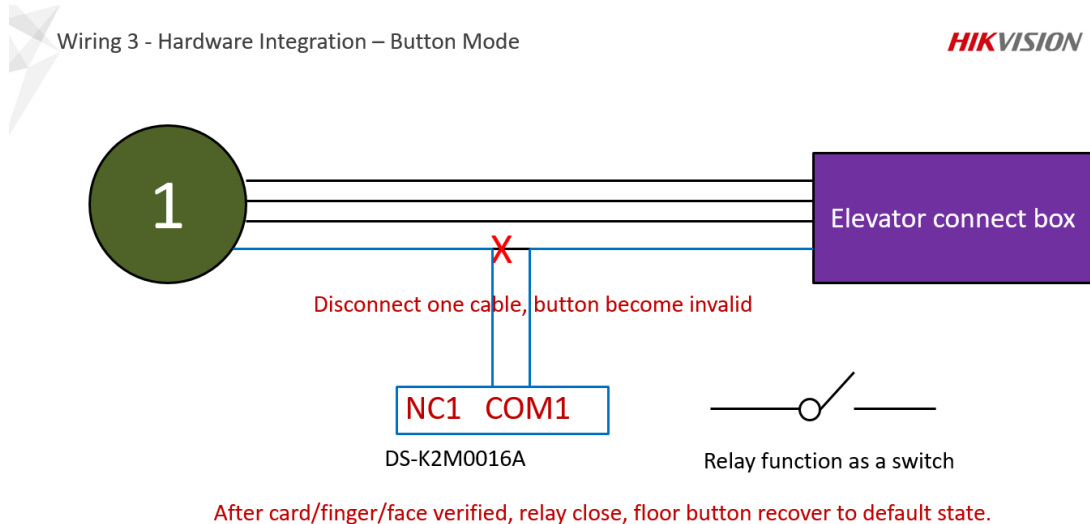 Wiring 3 - Hardware Integration – Button Mode
HIKVISION
1
Elevator connect box
X
Disconnect one cable, button become invalid
NC1 COM1
DS-K2M0016A
Relay function as a switch
After card/finger/face verified, relay close, floor button recover to default state.